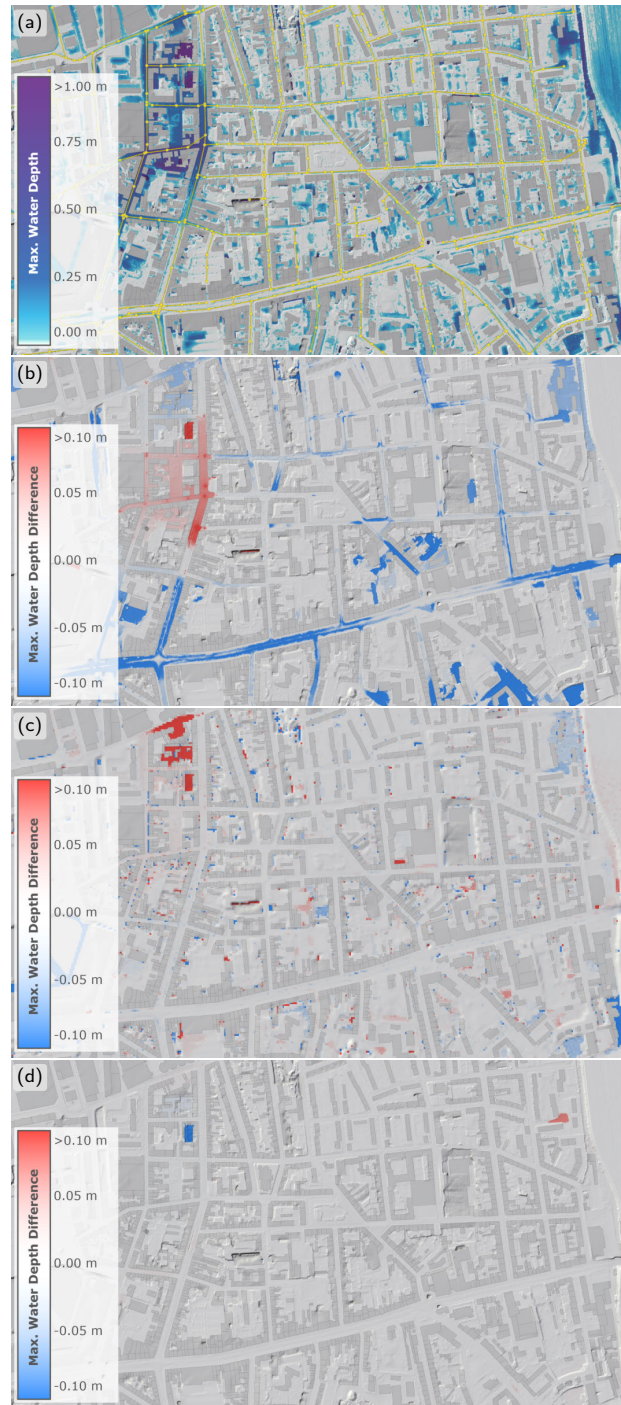 (a)
Max. Water Depth
>1.00 m
0.75 m
0.50 m
0.25 m
0.00 m
(b)
Max. Water Depth Difference
>0.10 m
0.05 m
0.00 m
-0.05 m
-0.10 m
(c)
Max. Water Depth Difference
>0.10 m
0.05 m
0.00 m
-0.05 m
-0.10 m
(d)
Max. Water Depth Difference
>0.10 m
0.05 m
0.00 m
-0.05 m
-0.10 m